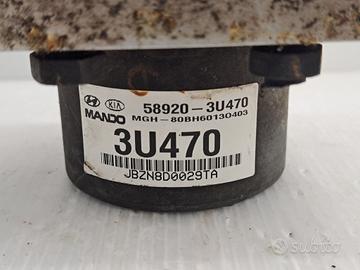 58920-3U470
KIA
MANDO
MGH-80BH60130403
3U470
JBZN8D0029TA
subito